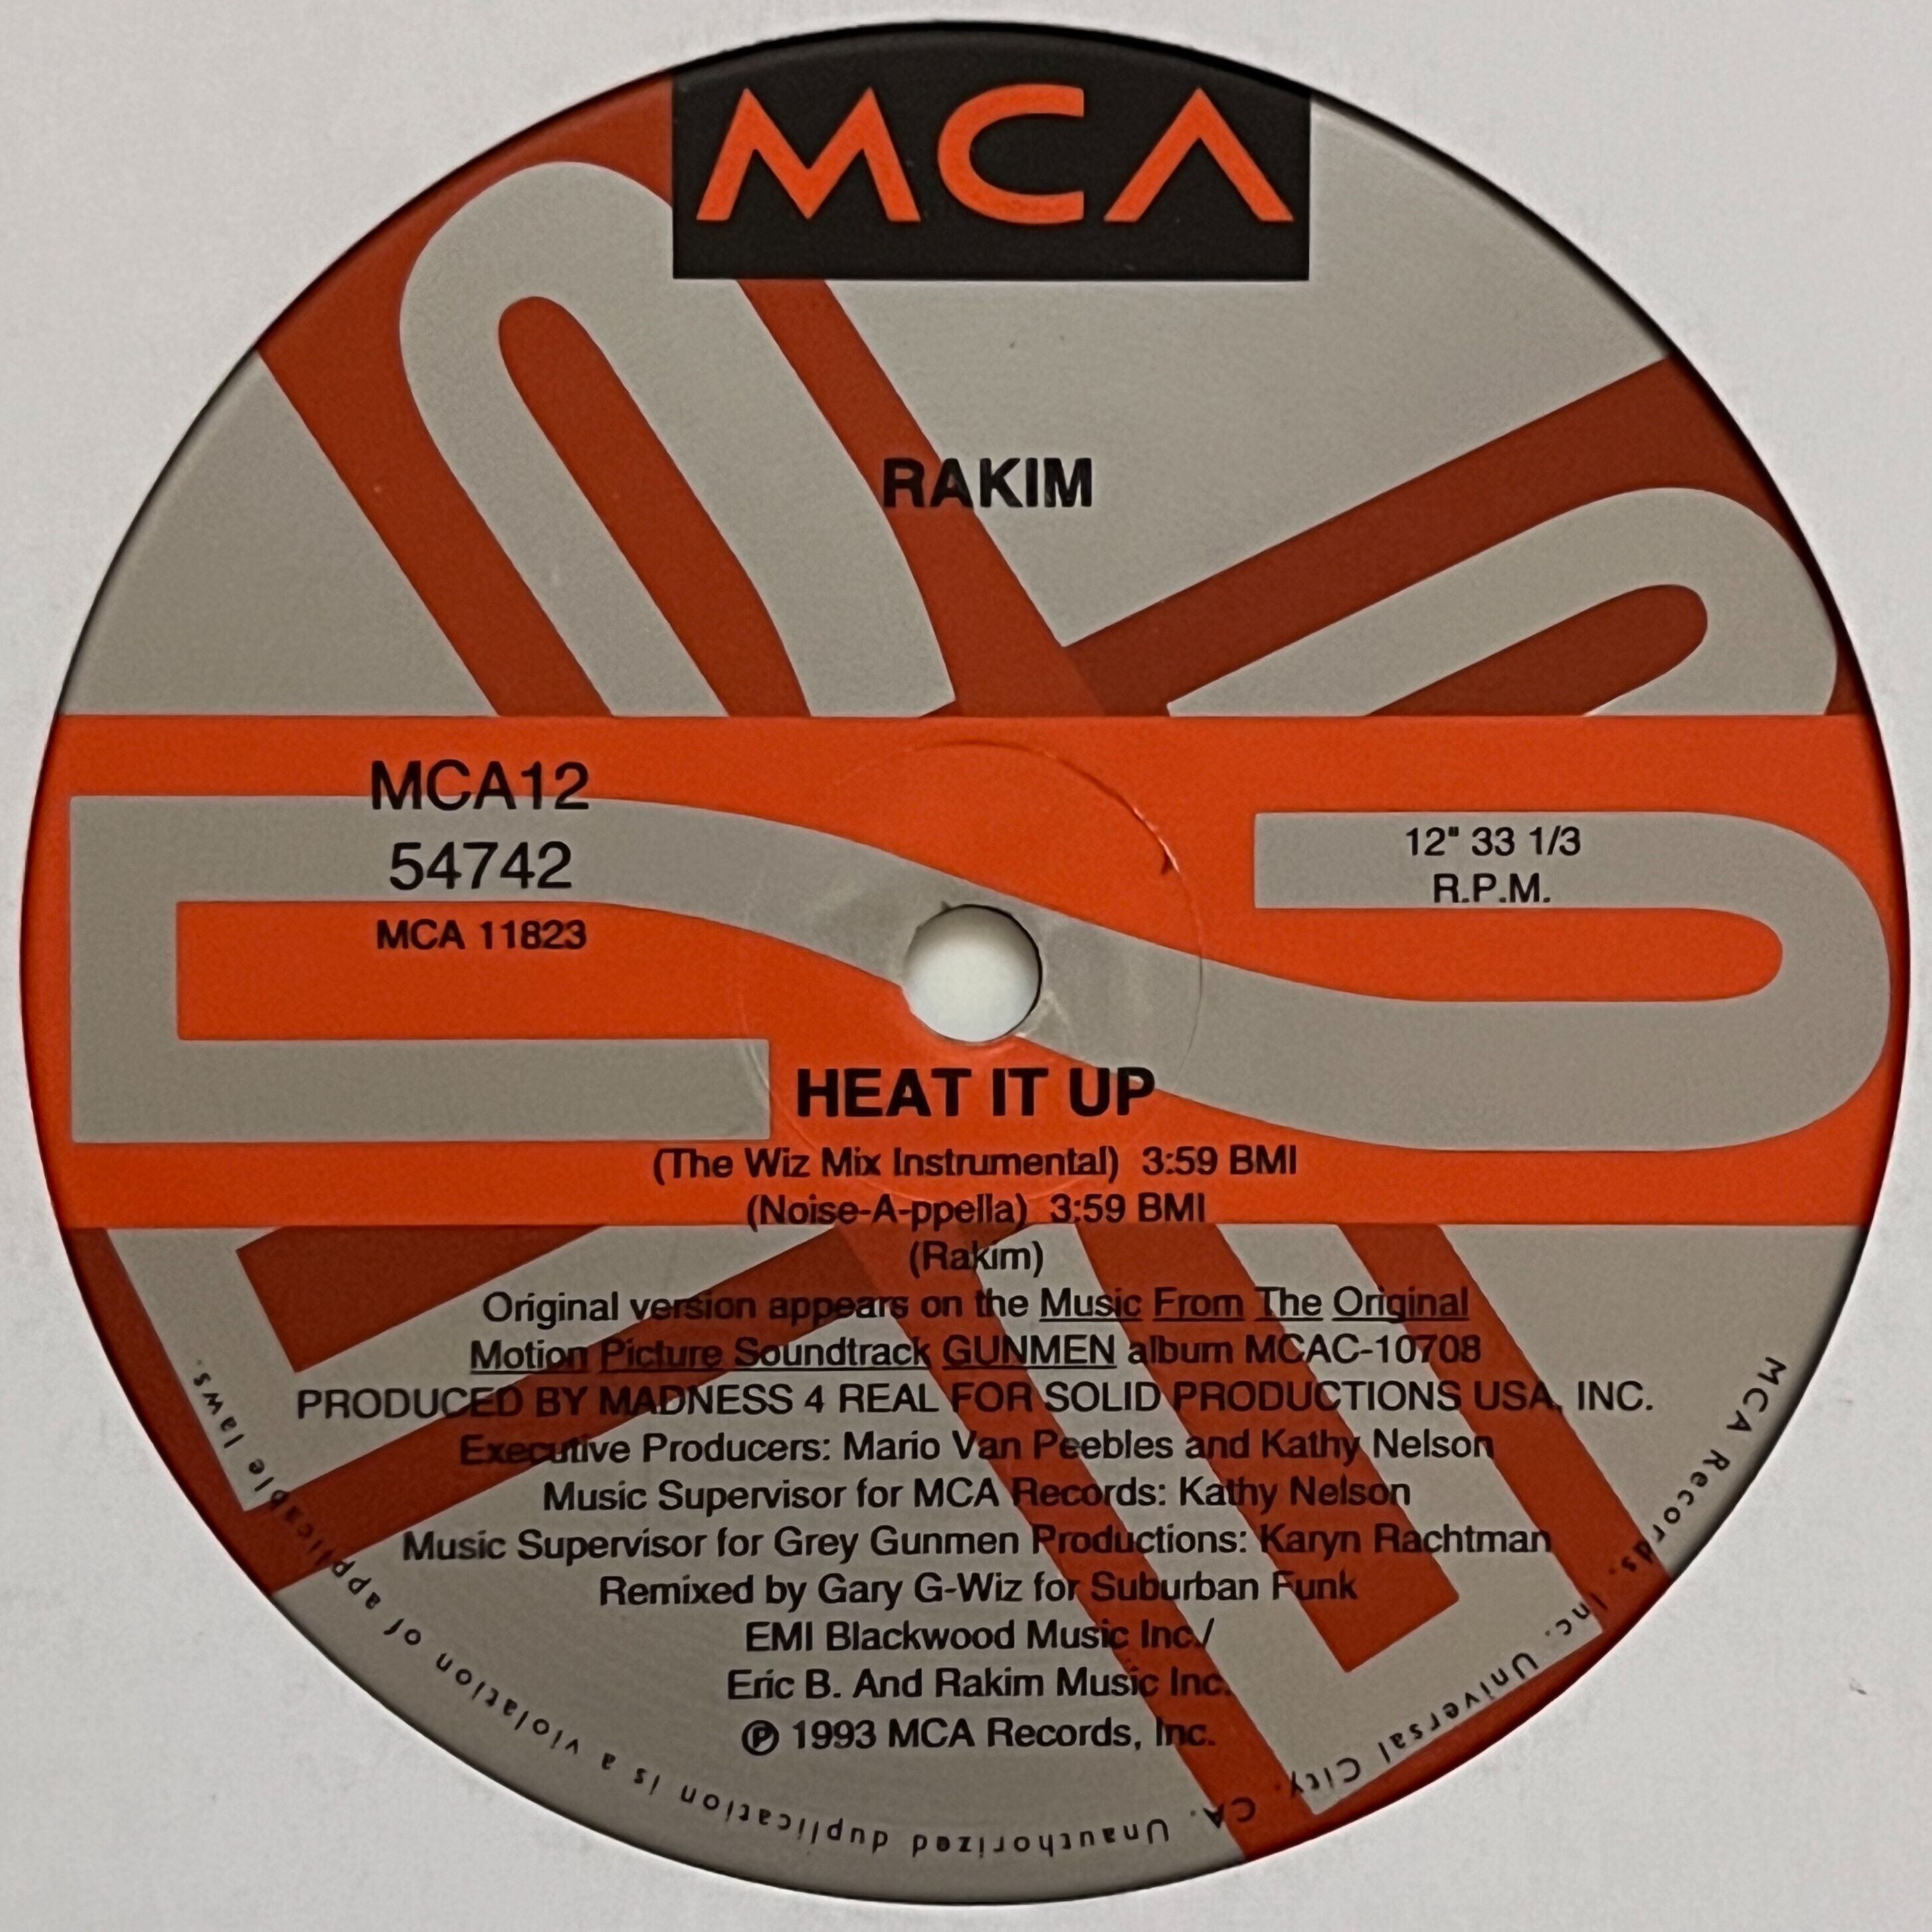 MCA
RAKIM
MCA12
54742
MCA 11823
12" 33 1/3
R.P.M.
HEAT IT UP
(The Wiz Mix Instrumental) 3:59 BMI
(Noise-A-ppella) 3:59 BMI
(Rakim)
Original version appears on the Music From The Original
Motion Picture Soundtrack GUNMEN album MCAC-10708
PRODUCED BY MADNESS 4 REAL FOR SOLID PRODUCTIONS USA, INC.
Executive Producers: Mario Van Peebles and Kathy Nelson
Music Supervisor for MCA Records: Kathy Nelson
Music Supervisor for Grey Gunmen Productions: Karyn Rachtman
Remixed by Gary G-Wiz for Suburban Funk
EMI Blackwood Music Inc./
Eric B. And Rakim Music Inc.
℗ 1993 MCA Records, Inc.
MCA Records, Inc. Universal City, CA. Unauthorized duplication is a violation of applicable laws.